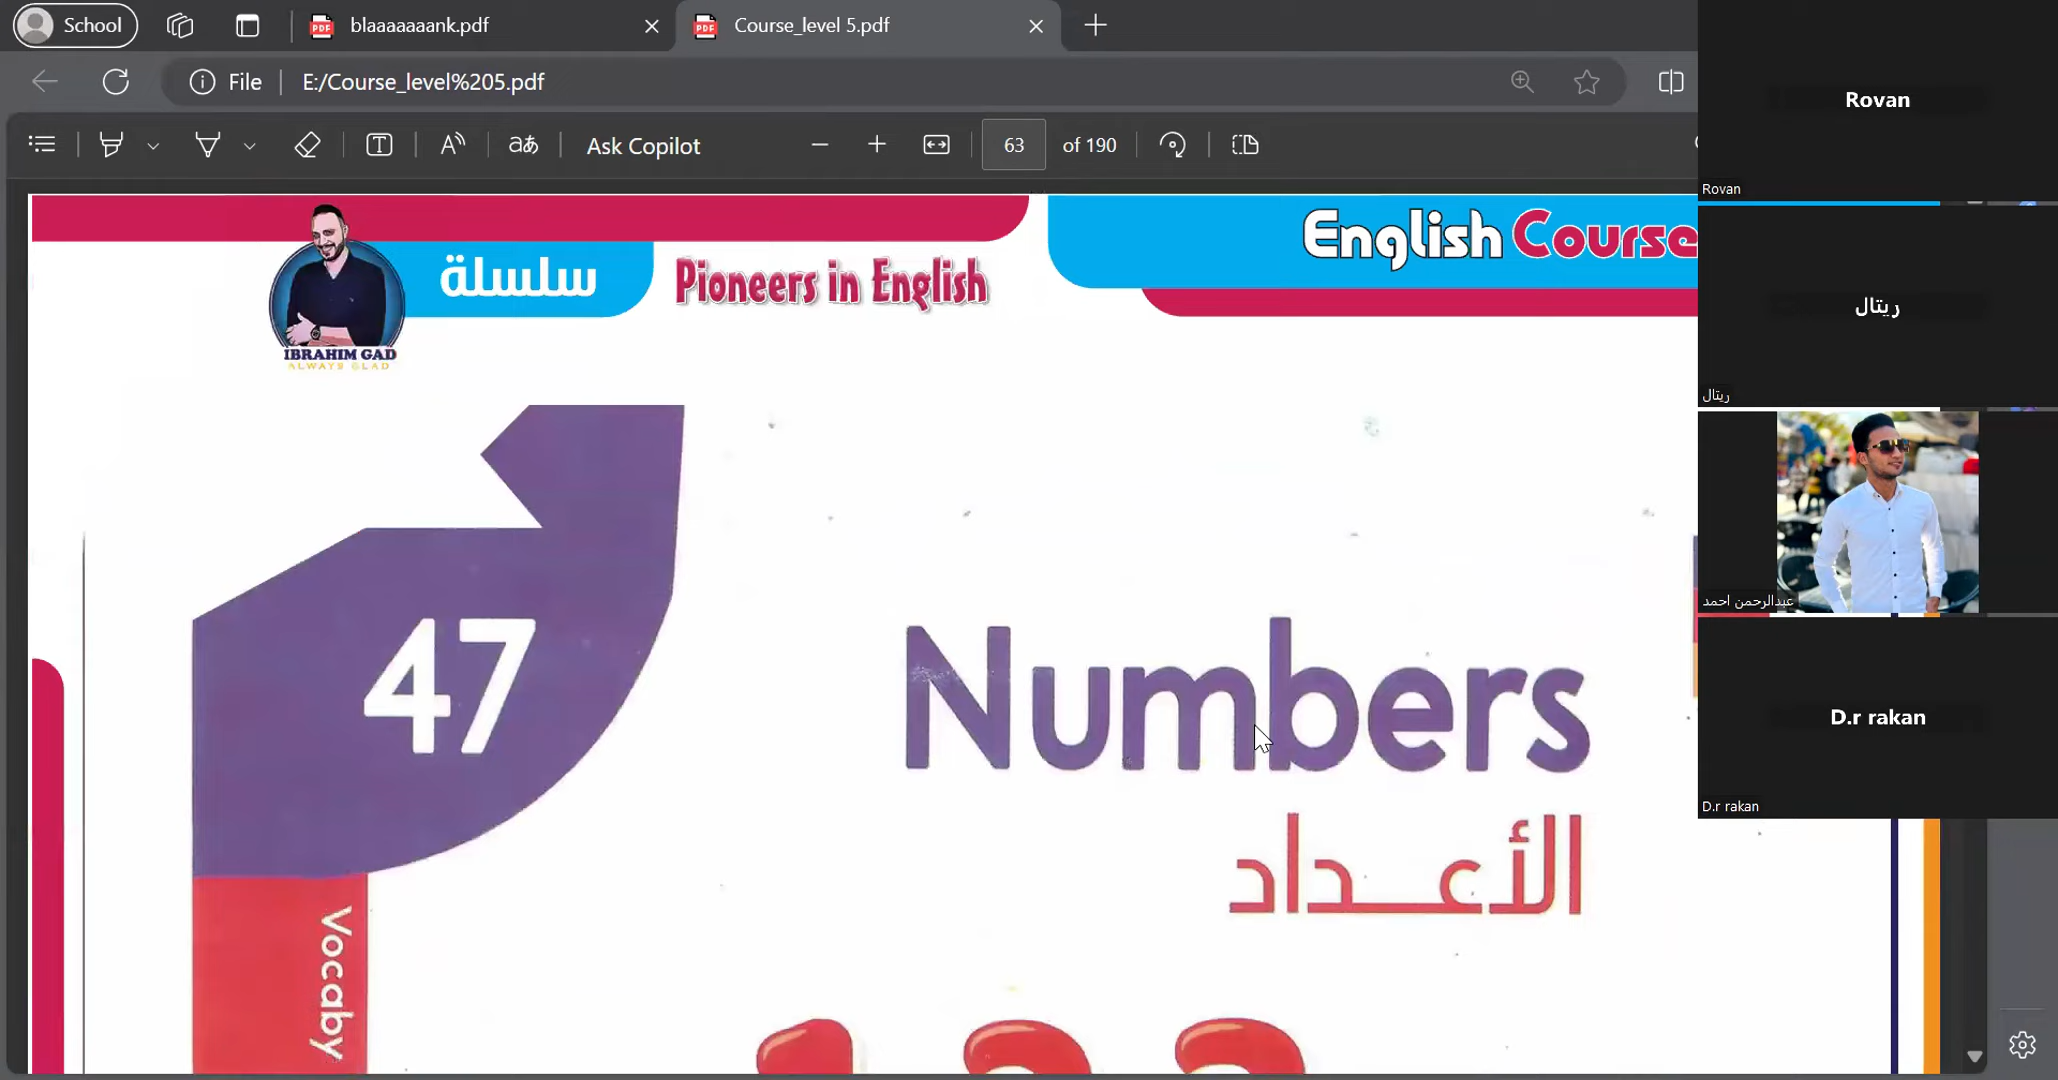 School
blaaaaaaank.pdf
Course_level 5.pdf
File
E:/Course_level%205.pdf
Ask Copilot
63
of 190
سلسلة
Pioneers in English
English Course
IBRAHIM GAD
ALWAYS GLAD
47
Numbers
الأعداد
Vocaby
Rovan
Rovan
ريتال
ريتال
عبدالرحمن احمد
D.r rakan
D.r rakan